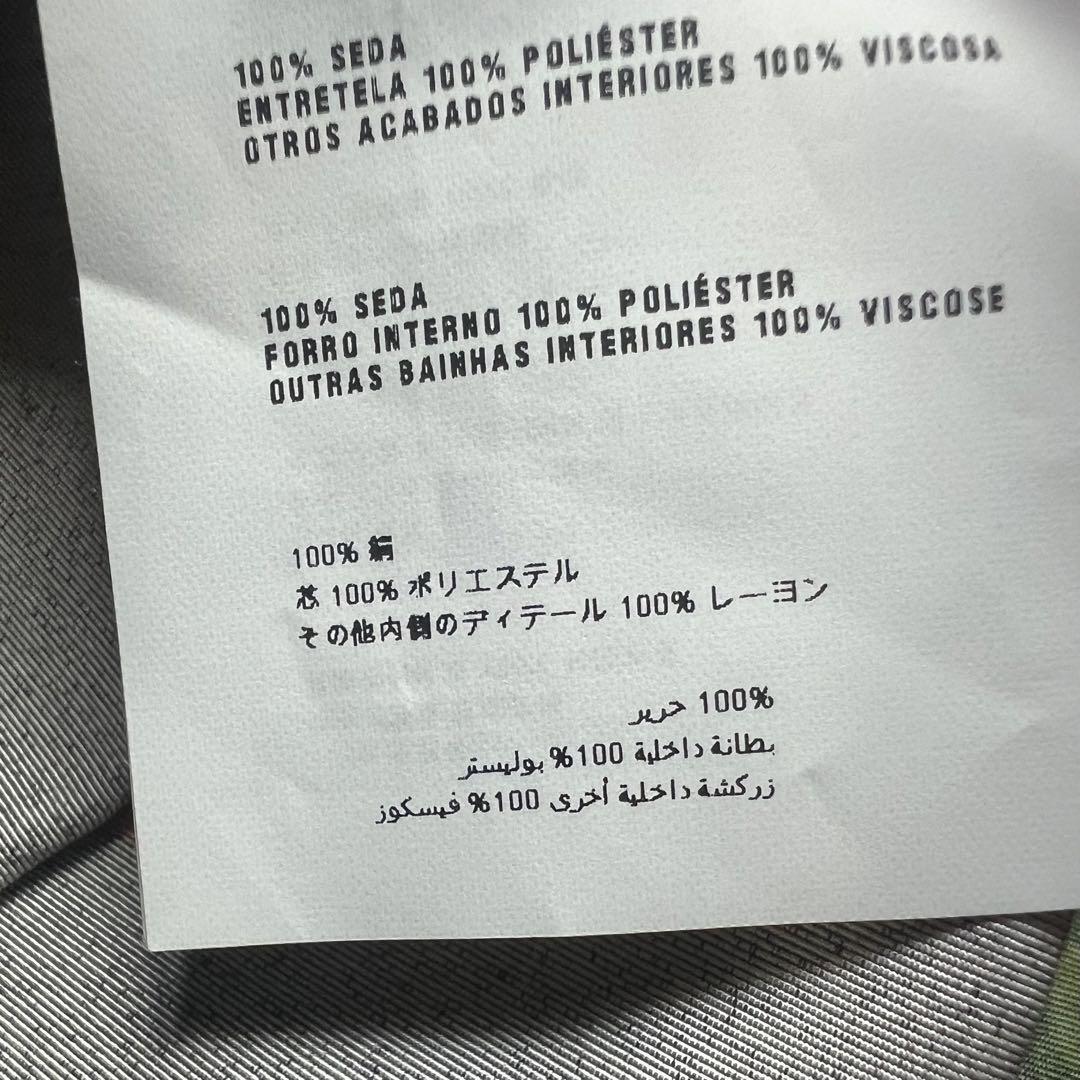 100% SEDA
ENTRETELA 100% POLIÉSTER
OTROS ACABADOS INTERIORES 100% VISCOSA
100% SEDA
FORRO INTERNO 100% POLIÉSTER
OUTRAS BAINHAS INTERIORES 100% VISCOSE
100% 絹
芯 100% ポリエステル
その他内側のディテール 100% レーヨン
100% حرير
بطانة داخلية 100% بوليستر
زركشة داخلية أخرى 100% فيسكوز